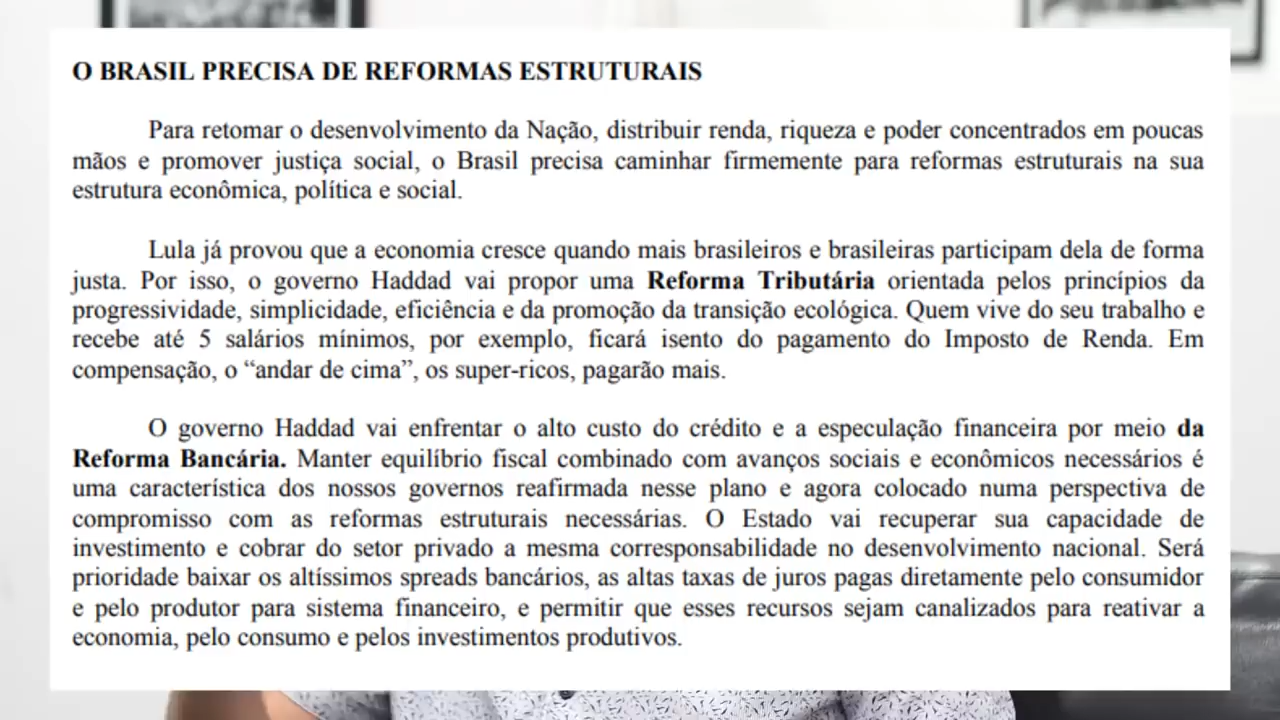 O BRASIL PRECISA DE REFORMAS ESTRUTURAIS
Para retomar o desenvolvimento da Nação, distribuir renda, riqueza e poder concentrados em poucas
mãos e promover justiça social, o Brasil precisa caminhar firmemente para reformas estruturais na sua
estrutura econômica, política e social.
Lula já provou que a economia cresce quando mais brasileiros e brasileiras participam dela de forma
justa. Por isso, o governo Haddad vai propor uma Reforma Tributária orientada pelos princípios da
progressividade, simplicidade, eficiência e da promoção da transição ecológica. Quem vive do seu trabalho e
recebe até 5 salários mínimos, por exemplo, ficará isento do pagamento do Imposto de Renda. Em
compensação, o “andar de cima”, os super-ricos, pagarão mais.
O governo Haddad vai enfrentar o alto custo do crédito e a especulação financeira por meio da
Reforma Bancária. Manter equilíbrio fiscal combinado com avanços sociais e econômicos necessários é
uma característica dos nossos governos reafirmada nesse plano e agora colocado numa perspectiva de
compromisso com as reformas estruturais necessárias. O Estado vai recuperar sua capacidade de
investimento e cobrar do setor privado a mesma corresponsabilidade no desenvolvimento nacional. Será
prioridade baixar os altíssimos spreads bancários, as altas taxas de juros pagas diretamente pelo consumidor
e pelo produtor para sistema financeiro, e permitir que esses recursos sejam canalizados para reativar a
economia, pelo consumo e pelos investimentos produtivos.